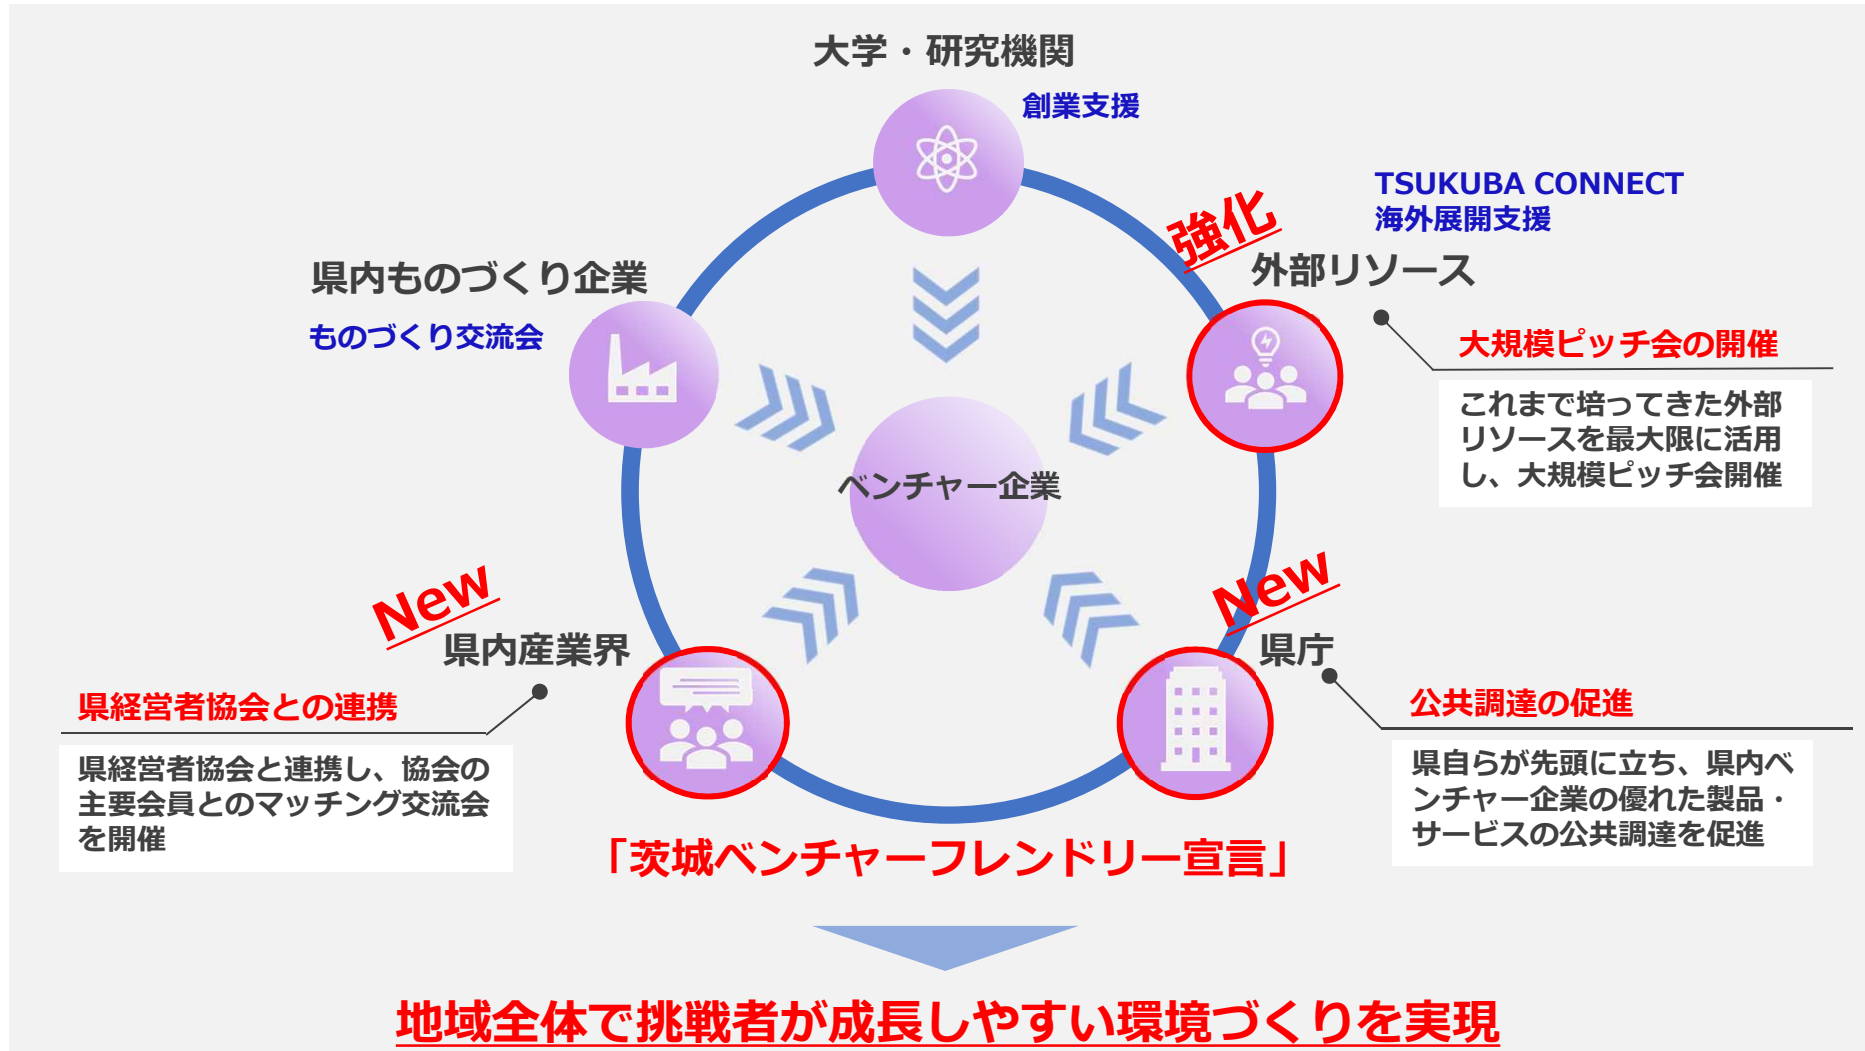 大学・研究機関
創業支援
TSUKUBA CONNECT
海外展開支援
強化
外部リソース
県内ものづくり企業
ものづくり交流会
大規模ピッチ会の開催
これまで培ってきた外部
リソースを最大限に活用
し、大規模ピッチ会開催
ベンチャー企業
New
県内産業界
県経営者協会との連携
県経営者協会と連携し、協会の
主要会員とのマッチング交流会
を開催
New
県庁
公共調達の促進
県自らが先頭に立ち、県内ベ
ンチャー企業の優れた製品・
サービスの公共調達を促進
「茨城ベンチャーフレンドリー宣言」
地域全体で挑戦者が成長しやすい環境づくりを実現